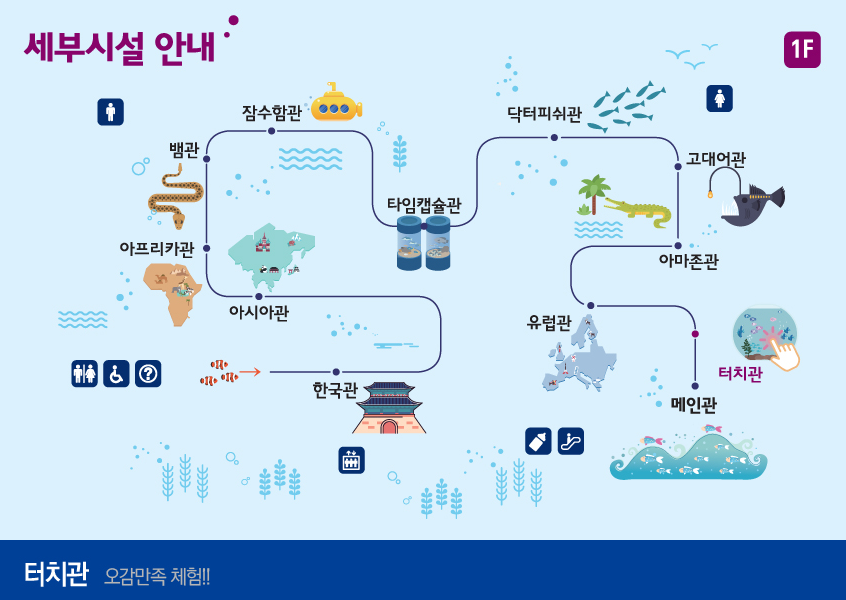 세부시설 안내
1F
잠수함관
닥터피쉬관
뱀관
고대어관
타임캡슐관
아프리카관
아마존관
아시아관
유럽관
터치관
한국관
메인관
?
터치관 오감만족 체험!!